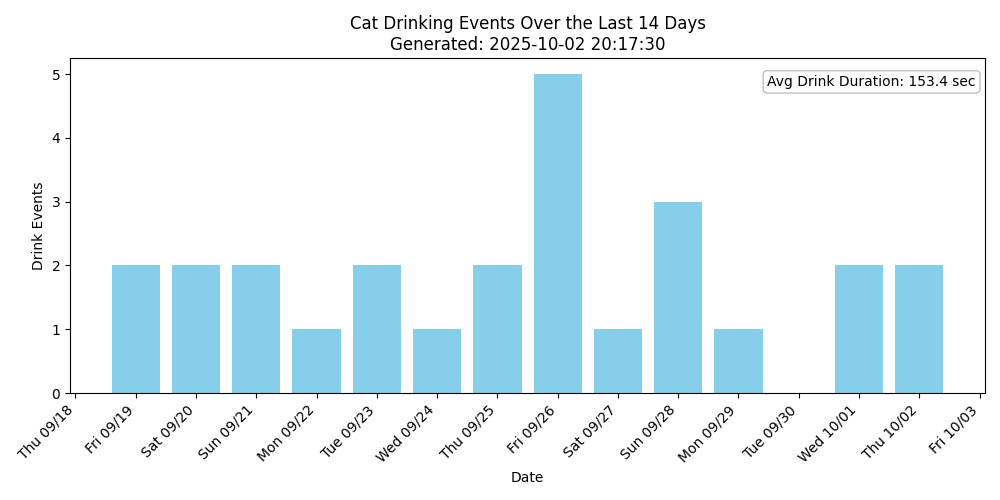 Cat Drinking Events Over the Last 14 Days
Generated: 2025-10-02 20:17:30
Avg Drink Duration: 153.4 sec
Drink Events
5
4
3
2
1
0
Thu 09/18
Fri 09/19
Sat 09/20
Sun 09/21
Mon 09/22
Tue 09/23
Wed 09/24
Thu 09/25
Fri 09/26
Sat 09/27
Sun 09/28
Mon 09/29
Tue 09/30
Wed 10/01
Thu 10/02
Fri 10/03
Date